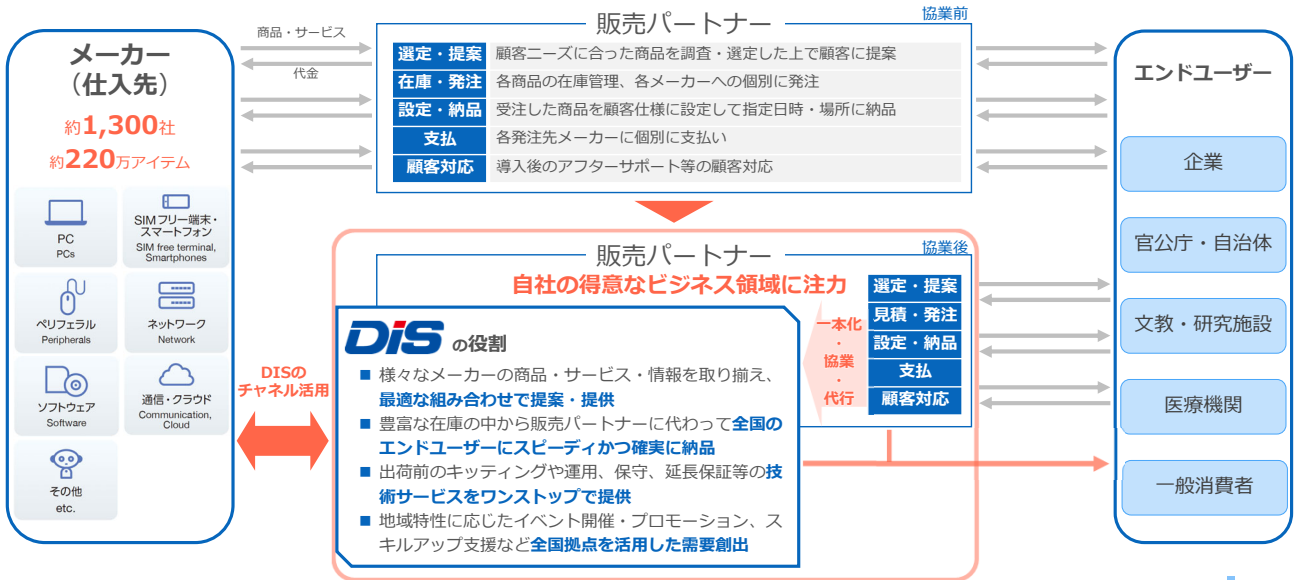 メーカー
（仕入先）
約1,300社
約220万アイテム
PC
PCs
SIMフリー端末・
スマートフォン
SIM free terminal,
Smartphones
ペリフェラル
Peripherals
ネットワーク
Network
ソフトウェア
Software
通信・クラウド
Communication,
Cloud
その他
etc.
商品・サービス
代金
協業前
販売パートナー
選定・提案 顧客ニーズに合った商品を調査・選定した上で顧客に提案
在庫・発注 各商品の在庫管理、各メーカーへの個別に発注
設定・納品 受注した商品を顧客仕様に設定して指定日時・場所に納品
支払 各発注先メーカーに個別に支払い
顧客対応 導入後のアフターサポート等の顧客対応
協業後
販売パートナー
自社の得意なビジネス領域に注力
選定・提案
見積・発注
設定・納品
支払
顧客対応
一本化
・
協業
・
代行
DISの
チャネル活用
DiS の役割
■ 様々なメーカーの商品・サービス・情報を取り揃え、
最適な組み合わせで提案・提供
■ 豊富な在庫の中から販売パートナーに代わって全国の
エンドユーザーにスピーディかつ確実に納品
■ 出荷前のキッティングや運用、保守、延長保証等の技
術サービスをワンストップで提供
■ 地域特性に応じたイベント開催・プロモーション、ス
キルアップ支援など全国拠点を活用した需要創出
エンドユーザー
企業
官公庁・自治体
文教・研究施設
医療機関
一般消費者